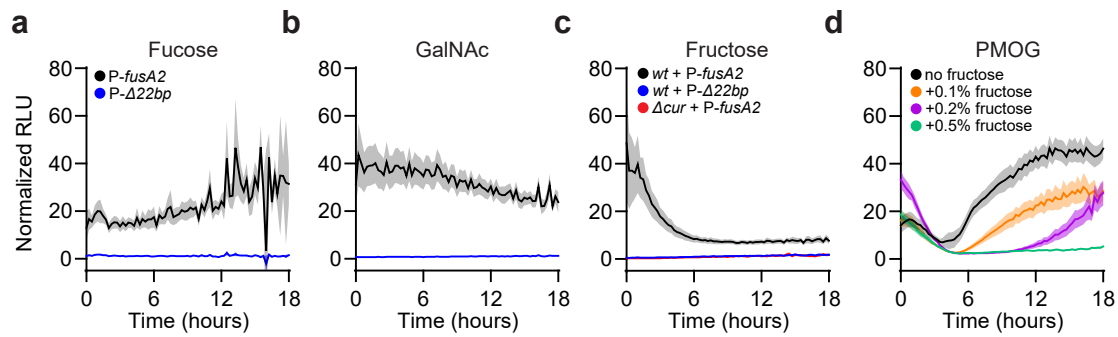 a
Fucose
Normalized RLU
80
60
40
20
0
P-fusA2
P-Δ22bp
0 6 12 18
Time (hours)
b
GalNAc
80
60
40
20
0
0 6 12 18
Time (hours)
c
Fructose
80
60
40
20
0
wt + P-fusA2
wt + P-Δ22bp
Δcur + P-fusA2
0 6 12 18
Time (hours)
d
PMOG
80
60
40
20
0
no fructose
+0.1% fructose
+0.2% fructose
+0.5% fructose
0 6 12 18
Time (hours)